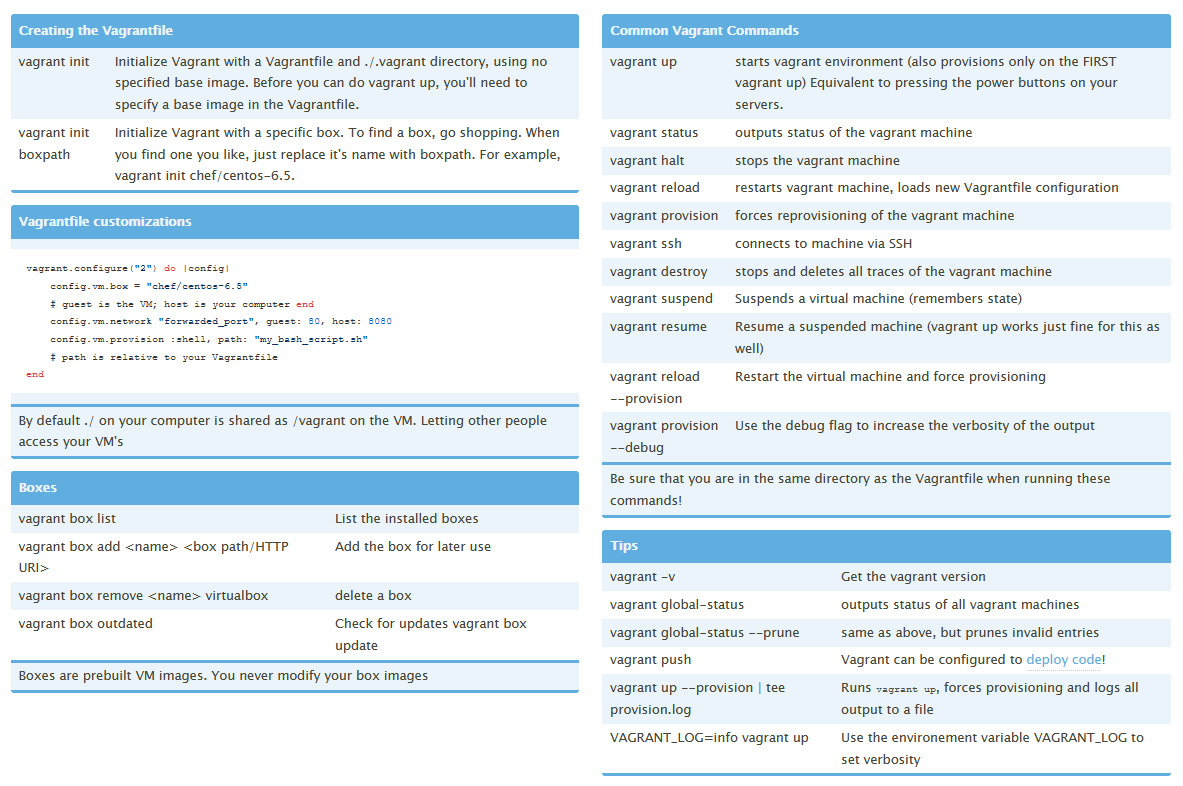 Creating the Vagrantfile
vagrant init Initialize Vagrant with a Vagrantfile and ./.vagrant directory, using no
specified base image. Before you can do vagrant up, you'll need to
specify a base image in the Vagrantfile.
vagrant init Initialize Vagrant with a specific box. To find a box, go shopping. When
boxpath you find one you like, just replace it's name with boxpath. For example,
vagrant init chef/centos-6.5.
Vagrantfile customizations
vagrant.configure("2") do |config|
config.vm.box = "chef/centos-6.5"
# guest is the VM; host is your computer end
config.vm.network "forwarded_port", guest: 80, host: 8080
config.vm.provision :shell, path: "my_bash_script.sh"
# path is relative to your Vagrantfile
end
By default ./ on your computer is shared as /vagrant on the VM. Letting other people
access your VM's
Boxes
vagrant box list List the installed boxes
vagrant box add <name> <box path/HTTP Add the box for later use
URI>
vagrant box remove <name> virtualbox delete a box
vagrant box outdated Check for updates vagrant box
update
Boxes are prebuilt VM images. You never modify your box images
Common Vagrant Commands
vagrant up starts vagrant environment (also provisions only on the FIRST
vagrant up) Equivalent to pressing the power buttons on your
servers.
vagrant status outputs status of the vagrant machine
vagrant halt stops the vagrant machine
vagrant reload restarts vagrant machine, loads new Vagrantfile configuration
vagrant provision forces reprovisioning of the vagrant machine
vagrant ssh connects to machine via SSH
vagrant destroy stops and deletes all traces of the vagrant machine
vagrant suspend Suspends a virtual machine (remembers state)
vagrant resume Resume a suspended machine (vagrant up works just fine for this as
well)
vagrant reload Restart the virtual machine and force provisioning
--provision
vagrant provision Use the debug flag to increase the verbosity of the output
--debug
Be sure that you are in the same directory as the Vagrantfile when running these
commands!
Tips
vagrant -v Get the vagrant version
vagrant global-status outputs status of all vagrant machines
vagrant global-status --prune same as above, but prunes invalid entries
vagrant push Vagrant can be configured to deploy code!
vagrant up --provision | tee Runs vagrant up, forces provisioning and logs all
provision.log output to a file
VAGRANT_LOG=info vagrant up Use the environement variable VAGRANT_LOG to
set verbosity